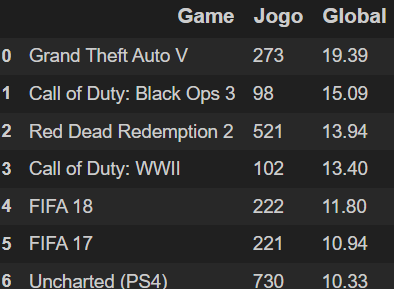 Game Jogo Global
0 Grand Theft Auto V 273 19.39
1 Call of Duty: Black Ops 3 98 15.09
2 Red Dead Redemption 2 521 13.94
3 Call of Duty: WWII 102 13.40
4 FIFA 18 222 11.80
5 FIFA 17 221 10.94
6 Uncharted (PS4) 730 10.33